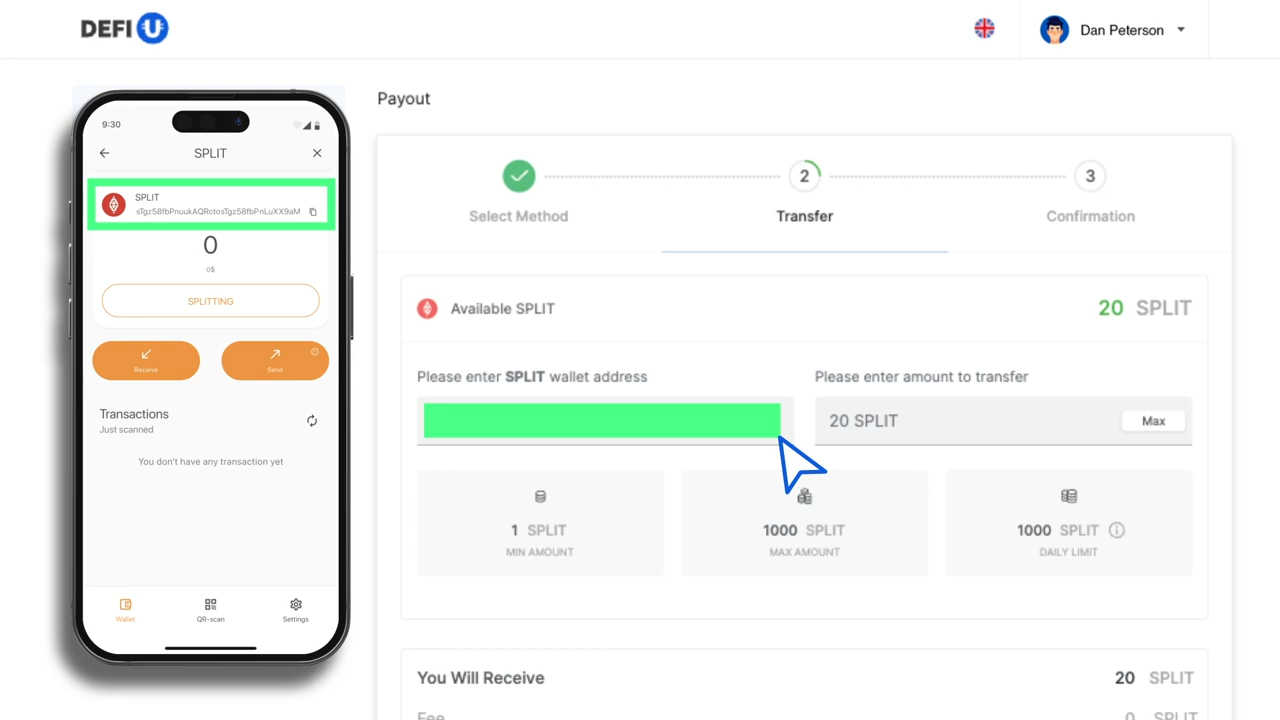 DEFI U
Dan Peterson
9:30
SPLIT
SPLIT
sTgz58fbPnuukAQRctosTgz58fbPnLuXX9aM
0
0$
SPLITTING
Receive
Send
Transactions
Just scanned
You don't have any transaction yet
Wallet
QR-scan
Settings
Payout
2
3
Select Method
Transfer
Confirmation
Available SPLIT
20 SPLIT
Please enter SPLIT wallet address
Please enter amount to transfer
20 SPLIT
Max
1 SPLIT
MIN AMOUNT
1000 SPLIT
MAX AMOUNT
1000 SPLIT
DAILY LIMIT
You Will Receive
20 SPLIT
Fee
0 SPLIT